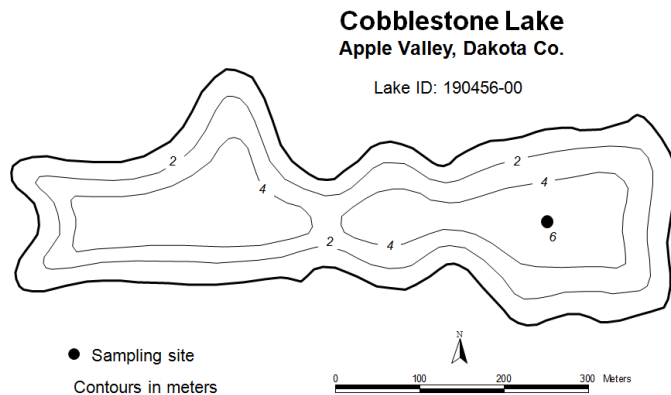 Cobblestone Lake
Apple Valley, Dakota Co.
Lake ID: 190456-00
2
2
4
4
6
2
4
N
Sampling site
Contours in meters
0 100 200 300 Meters